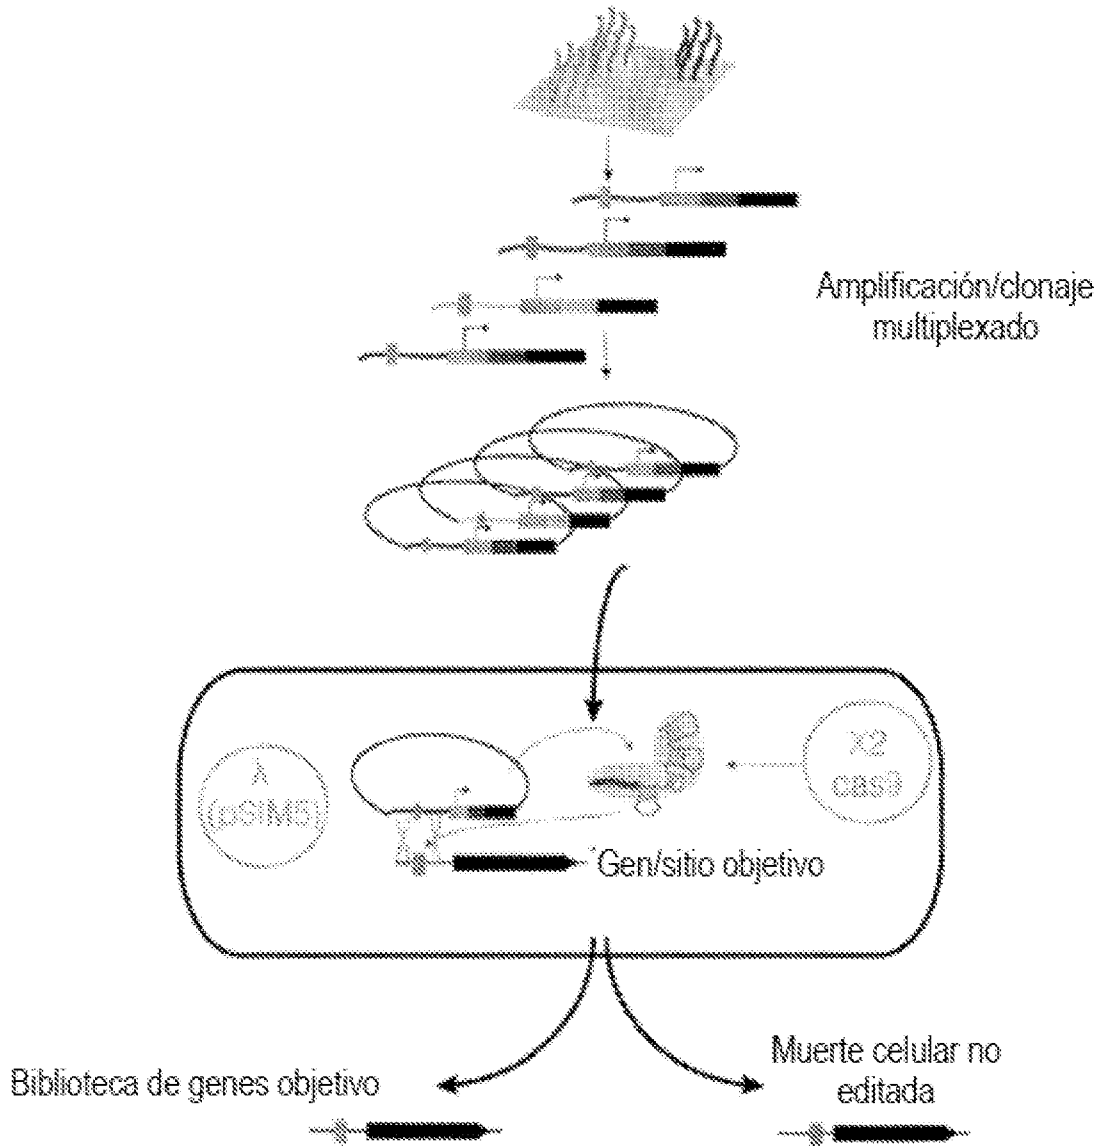 Amplificación/clonaje
multiplexado
λ
(pSIM5)
X2
cas9
Gen/sitio objetivo
Biblioteca de genes objetivo
Muerte celular no
editada